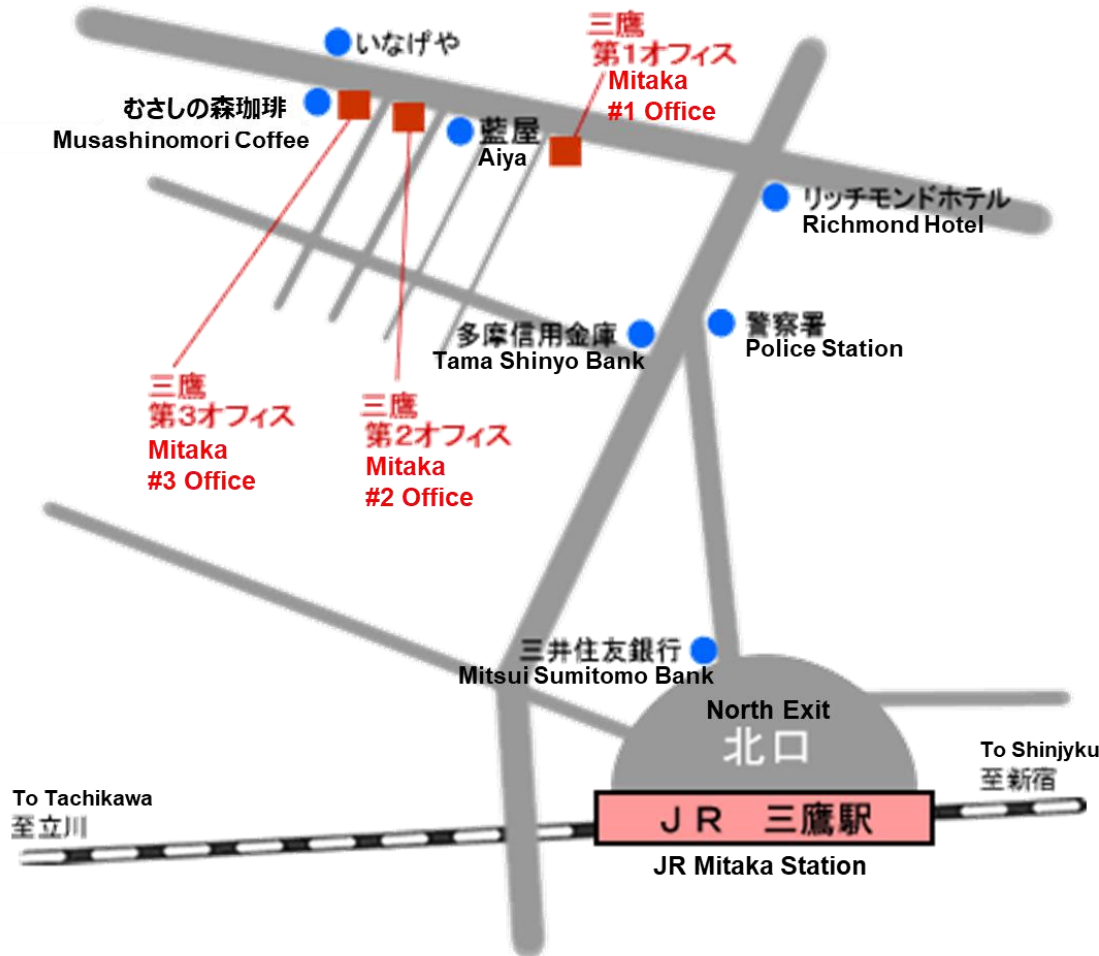 いなげや
三鷹
第1オフィス
Mitaka
#1 Office
むさしの森珈琲
Musashinomori Coffee
藍屋
Aiya
リッチモンドホテル
Richmond Hotel
多摩信用金庫
Tama Shinyo Bank
警察署
Police Station
三鷹
第3オフィス
Mitaka
#3 Office
三鷹
第2オフィス
Mitaka
#2 Office
三井住友銀行
Mitsui Sumitomo Bank
North Exit
北口
To Shinjyku
至新宿
To Tachikawa
至立川
JR 三鷹駅
JR Mitaka Station